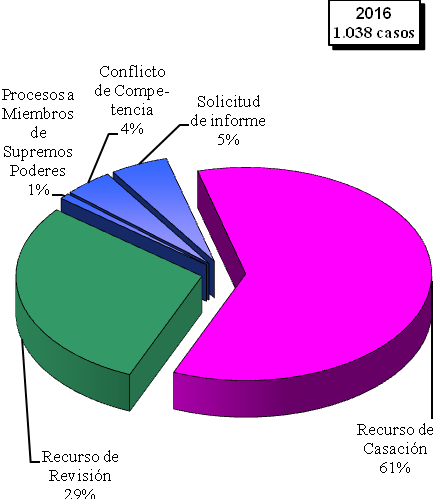 2016
1.038 casos
Conflicto
de Compe-
tencia
4%
Procesos a
Miembros
de
Supremos
Poderes
1%
Solicitud
de informe
5%
Recurso de
Casación
61%
Recurso de
Revisión
29%